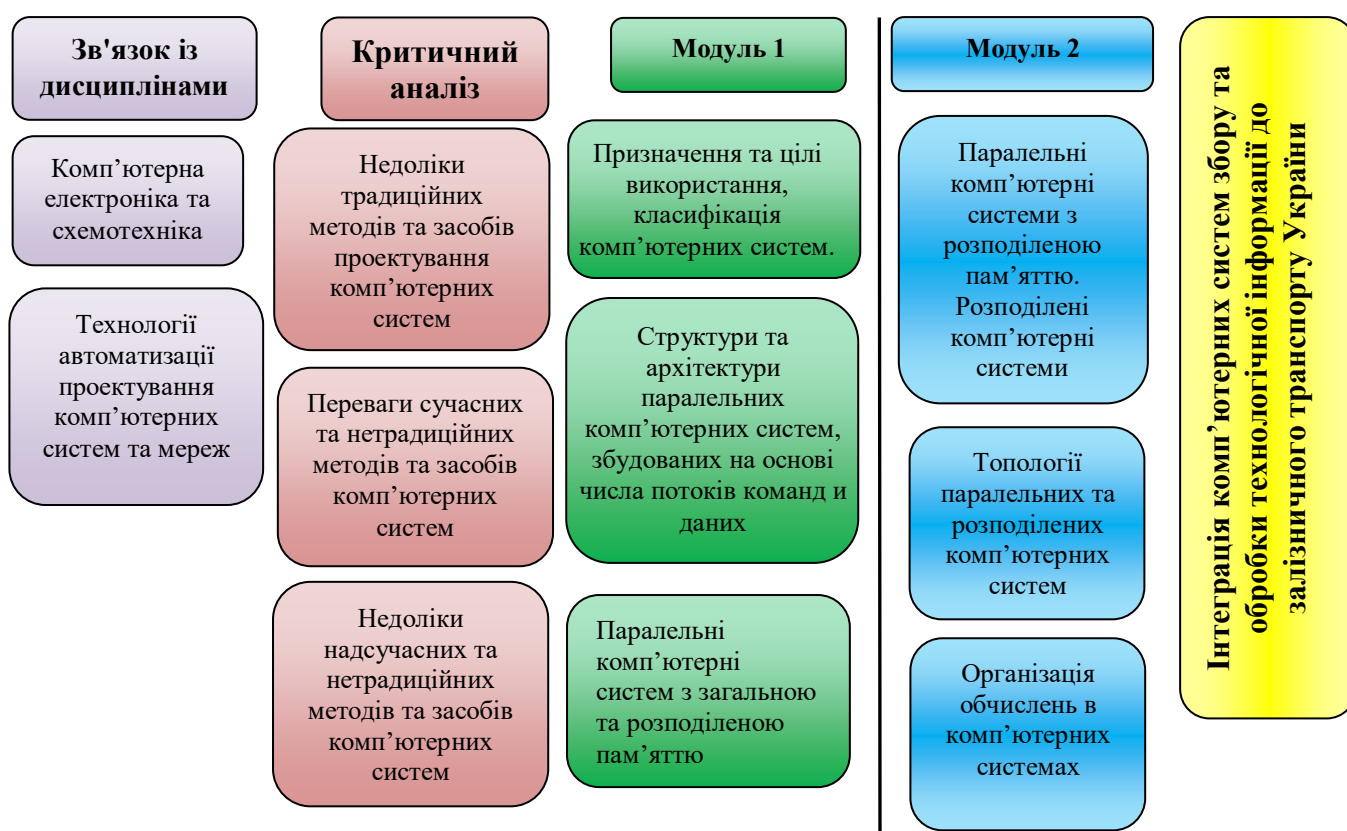 Зв'язок із
дисциплінами
Комп’ютерна
електроніка та
схемотехніка
Технології
автоматизації
проектування
комп’ютерних
систем та мереж
Критичний
аналіз
Недоліки
традиційних
методів та засобів
проектування
комп’ютерних
систем
Переваги сучасних
та нетрадиційних
методів та засобів
комп’ютерних
систем
Недоліки
надсучасних та
нетрадиційних
методів та засобів
комп’ютерних
систем
Модуль 1
Призначення та цілі
використання,
класифікація
комп’ютерних систем.
Структури та
архітектури
паралельних
комп’ютерних систем,
збудованих на основі
числа потоків команд и
даних
Паралельні
комп’ютерні
систем з загальною
та розподіленою
пам’яттю
Модуль 2
Паралельні
комп’ютерні
системи з
розподіленою
пам’яттю.
Розподілені
комп’ютерні
системи
Топології
паралельних та
розподілених
комп’ютерних
систем
Організація
обчислень в
комп’ютерних
системах
Інтеграція комп’ютерних систем збору та
обробки технологічної інформації до
залізничного транспорту України